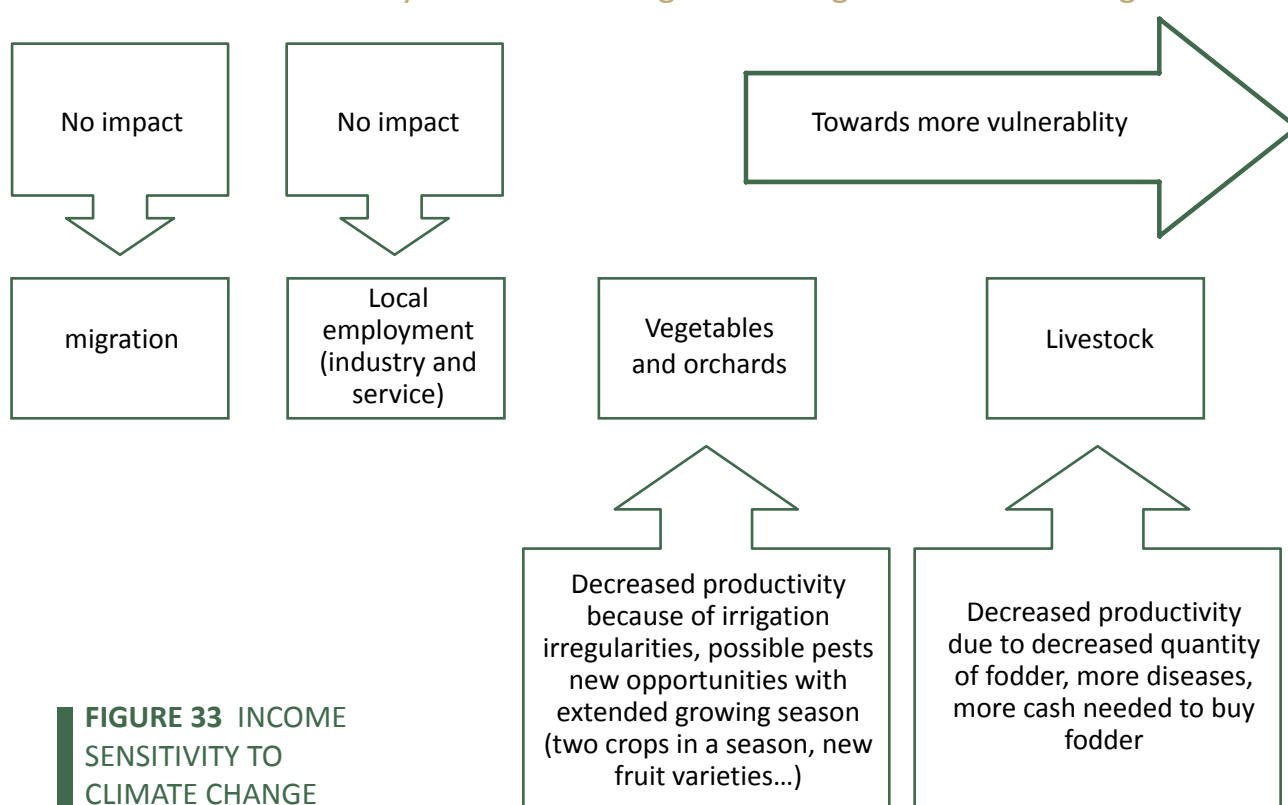 No impact
No impact
Towards more vulnerablity
migration
Local
employment
(industry and
service)
Vegetables
and orchards
Livestock
Decreased productivity
because of irrigation
irregularities, possible pests
new opportunities with
extended growing season
(two crops in a season, new
fruit varieties...)
Decreased productivity
due to decreased quantity
of fodder, more diseases,
more cash needed to buy
fodder
FIGURE 33 INCOME
SENSITIVITY TO
CLIMATE CHANGE